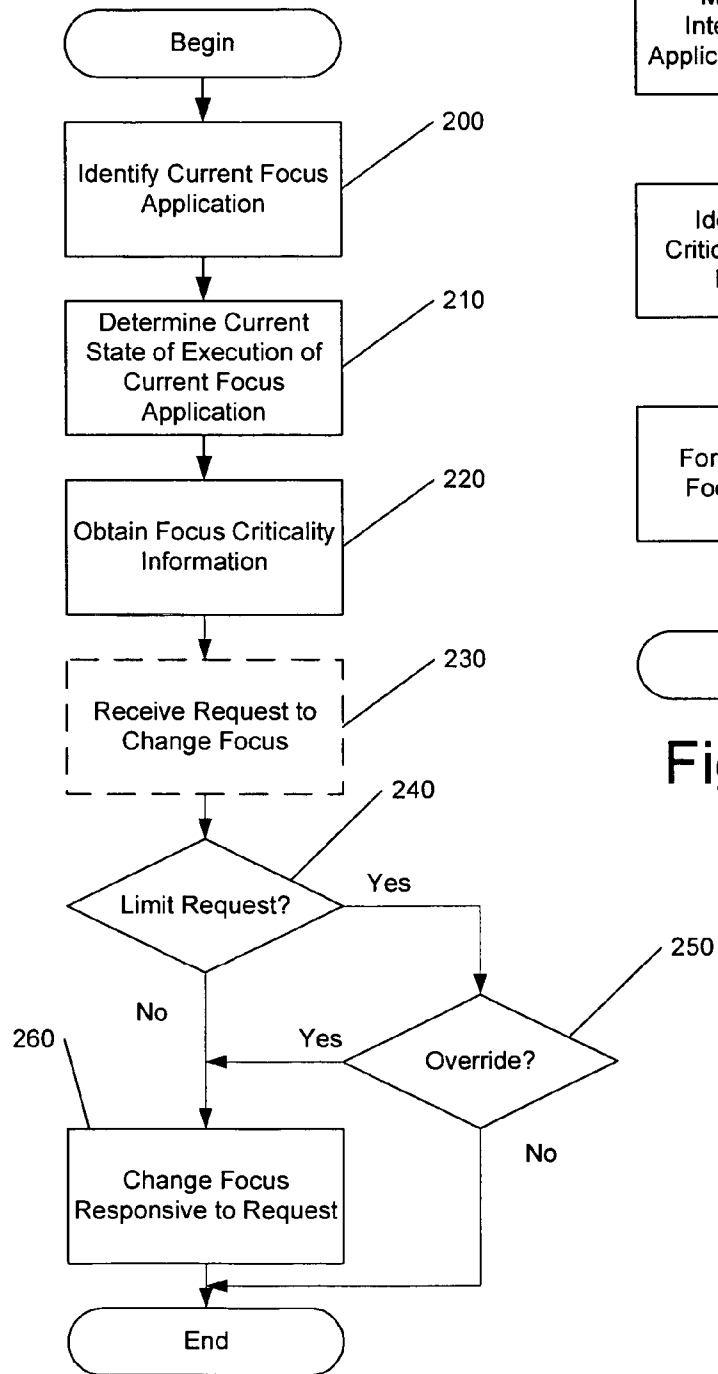 Begin
200
Identify Current Focus
Application
210
Determine Current
State of Execution of
Current Focus
Application
220
Obtain Focus Criticality
Information
230
Receive Request to
Change Focus
240
Limit Request?
Yes
250
No
Yes
Override?
260
No
Change Focus
Responsive to Request
End